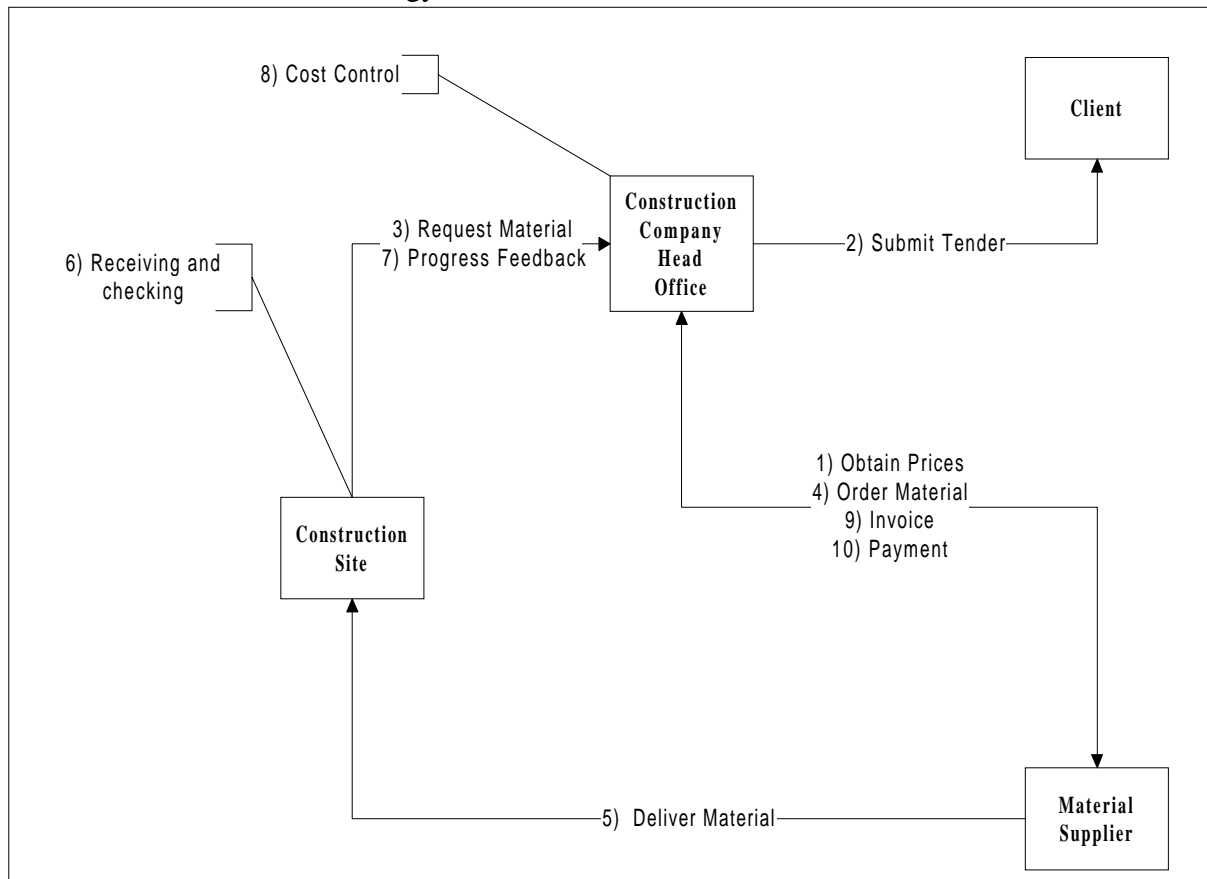 gy
8) Cost Control
Client
Construction
Company
Head
Office
3) Request Material
7) Progress Feedback
2) Submit Tender
6) Receiving and
checking
1) Obtain Prices
4) Order Material
9) Invoice
10) Payment
Construction
Site
5) Deliver Material
Material
Supplier